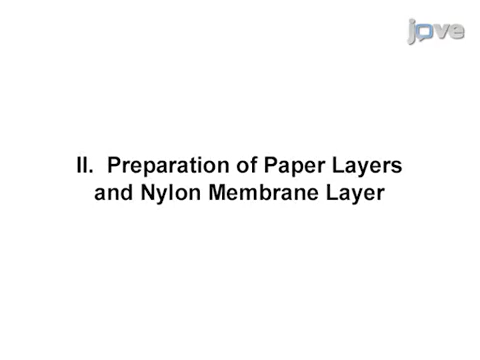 jove
II. Preparation of Paper Layers
and Nylon Membrane Layer